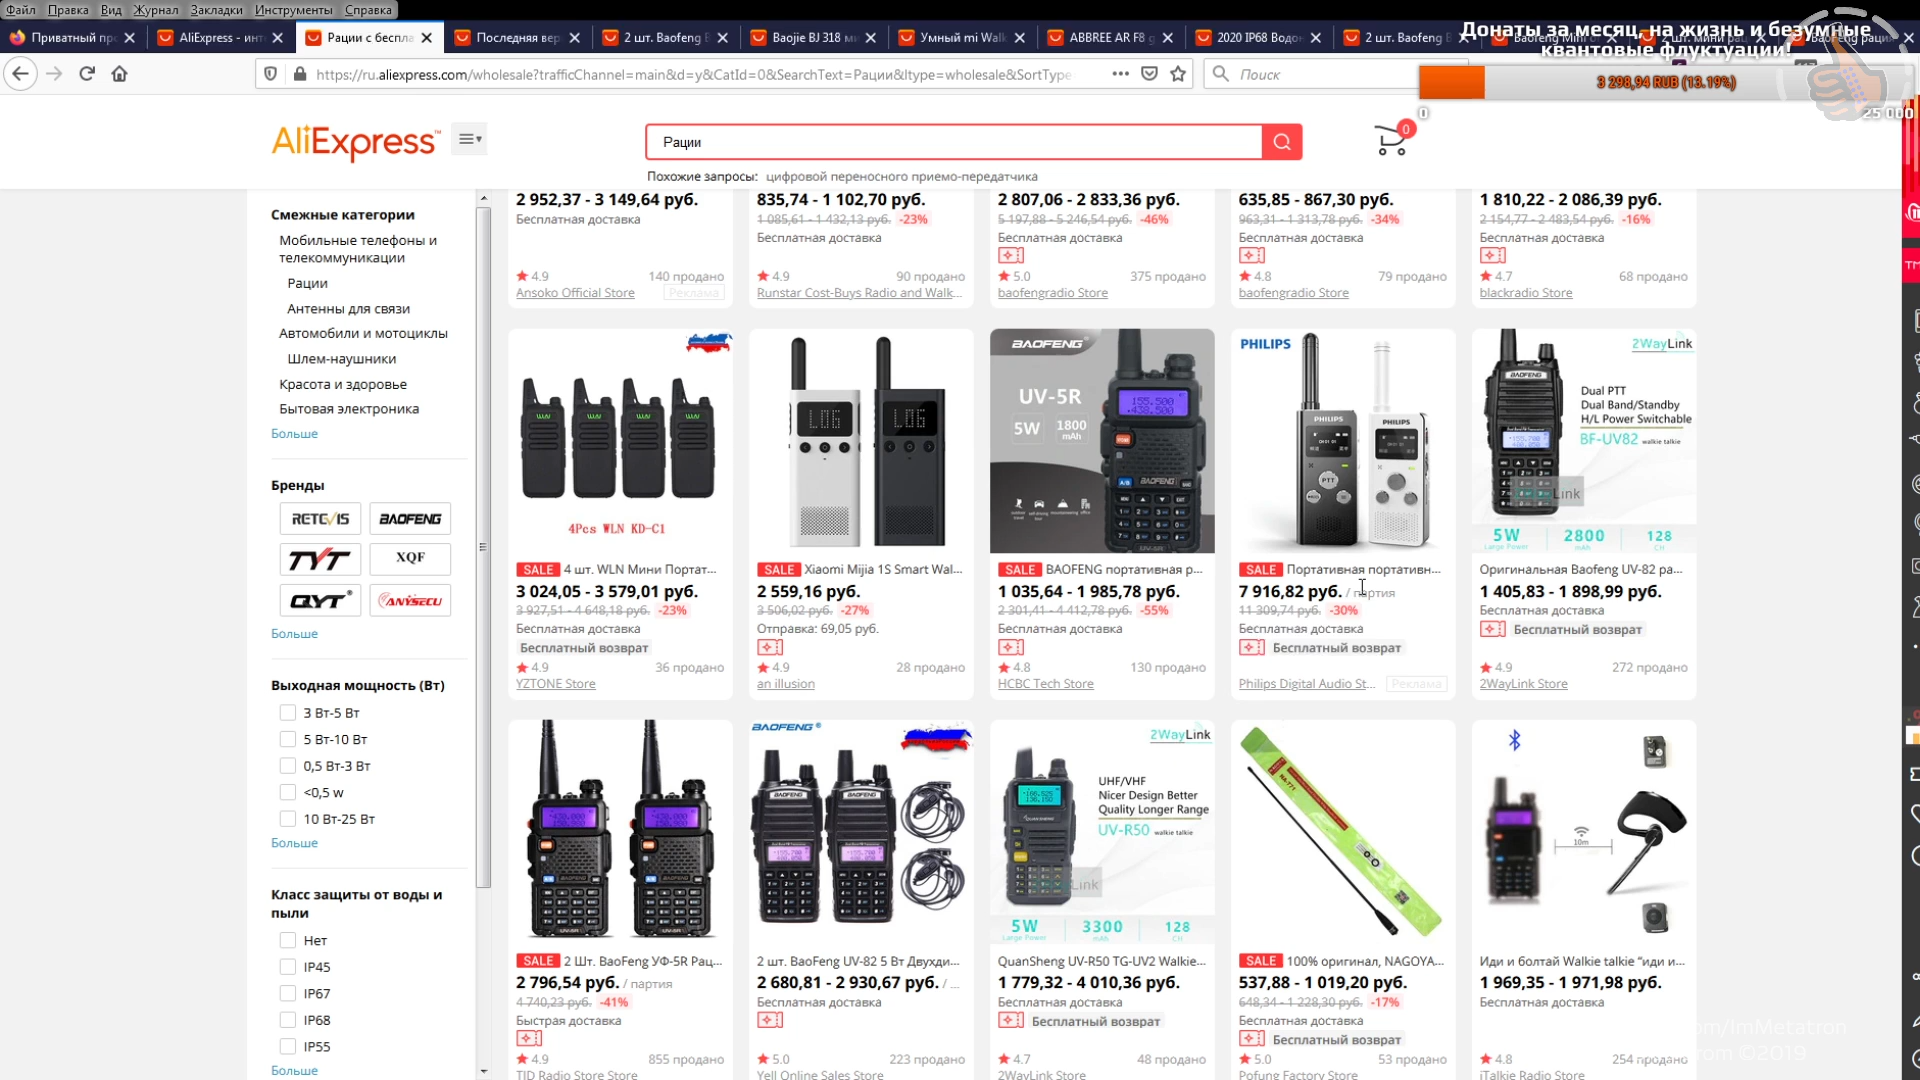 Файл Правка Вид Журнал Закладки Инструменты Справка
Донаты за месяц, на жизнь и безумные
квантовые флуктуации!
3 298,94 RUB (13.19%)
0
25 000
Приватный пр
AliExpress - инт
Рации с беспла
Последняя вер
2 шт. Baofeng B
Baojie BJ 318 ми
Умный mi Walk
ABBREE AR F8 g
2020 IP68 Водо
2 шт. Baofeng B
https://ru.aliexpress.com/wholesale?trafficChannel=main&d=y&CatId=0&SearchText=Рации&ltype=wholesale&SortType
Поиск
AliExpress™
Рации
0
Похожие запросы: цифровой переносного приемо-передатчика
Смежные категории
Мобильные телефоны и
телекоммуникации
Рации
Антенны для связи
Автомобили и мотоциклы
Шлем-наушники
Красота и здоровье
Бытовая электроника
Больше
Бренды
RETEVIS
BAOFENG
TYT
XQF
QYT
ANYSECU
Больше
Выходная мощность (Вт)
3 Вт-5 Вт
5 Вт-10 Вт
0,5 Вт-3 Вт
<0,5 w
10 Вт-25 Вт
Больше
Класс защиты от воды и
пыли
Нет
IP45
IP67
IP68
IP55
Больше
2 952,37 - 3 149,64 руб.
Бесплатная доставка
4.9
140 продано
Ansoko Official Store
Реклама
835,74 - 1 102,70 руб.
1 085,61 - 1 432,13 руб. -23%
Бесплатная доставка
4.9
90 продано
Runstar Cost-Buys Radio and Walk...
2 807,06 - 2 833,36 руб.
5 197,88 - 5 246,54 руб. -46%
Бесплатная доставка
5.0
375 продано
baofengradio Store
635,85 - 867,30 руб.
963,31 - 1 313,78 руб. -34%
Бесплатная доставка
4.8
79 продано
baofengradio Store
1 810,22 - 2 086,39 руб.
2 154,77 - 2 483,54 руб. -16%
Бесплатная доставка
4.7
68 продано
blackradio Store
4Pcs WLN KD-C1
SALE 4 шт. WLN Мини Портат...
3 024,05 - 3 579,01 руб.
3 927,51 - 4 648,18 руб. -23%
Бесплатная доставка
Бесплатный возврат
4.9
36 продано
YZTONE Store
SALE Xiaomi Mijia 1S Smart Wal...
2 559,16 руб.
3 506,02 руб. -27%
Отправка: 69,05 руб.
4.9
28 продано
an illusion
BAOFENG
UV-5R
5W
1800
mAh
SALE BAOFENG портативная р...
1 035,64 - 1 985,78 руб.
2 301,41 - 4 412,78 руб. -55%
Бесплатная доставка
4.8
130 продано
HCBC Tech Store
PHILIPS
PHILIPS
PHILIPS
PTT
SALE Портативная портативн...
7 916,82 руб. / партия
11 309,74 руб. -30%
Бесплатная доставка
Бесплатный возврат
Philips Digital Audio St...
Реклама
2WayLink
Dual PTT
Dual Band/Standby
H/L Power Switchable
BF-UV82 walkie talkie
5W
Large Power
2800
mAh
128
CH
Оригинальная Baofeng UV-82 ра...
1 405,83 - 1 898,99 руб.
Бесплатная доставка
Бесплатный возврат
4.9
272 продано
2WayLink Store
SALE 2 Шт. BaoFeng УФ-5R Рац...
2 796,54 руб. / партия
4 740,23 руб. -41%
Быстрая доставка
4.9
855 продано
TID Radio Store Store
BAOFENG
2 шт. BaoFeng UV-82 5 Вт Двухди...
2 680,81 - 2 930,67 руб. / ...
Бесплатная доставка
5.0
223 продано
Yell Online Sales Store
2WayLink
UHF/VHF
Nicer Design Better
Quality Longer Range
UV-R50 walkie talkie
5W
Large Power
3300
mAh
128
CH
QuanSheng UV-R50 TG-UV2 Walkie...
1 779,32 - 4 010,36 руб.
Бесплатная доставка
Бесплатный возврат
4.7
48 продано
2WayLink Store
SALE 100% оригинал, NAGOYA...
537,88 - 1 019,20 руб.
648,34 - 1 228,30 руб. -17%
Бесплатная доставка
Бесплатный возврат
5.0
53 продано
Pofung Factory Store
10m
Иди и болтай Walkie talkie "иди и...
1 969,35 - 1 971,98 руб.
Бесплатная доставка
4.8
254 продано
iTalkie Radio Store
om/ImMetatron
rom ©2019